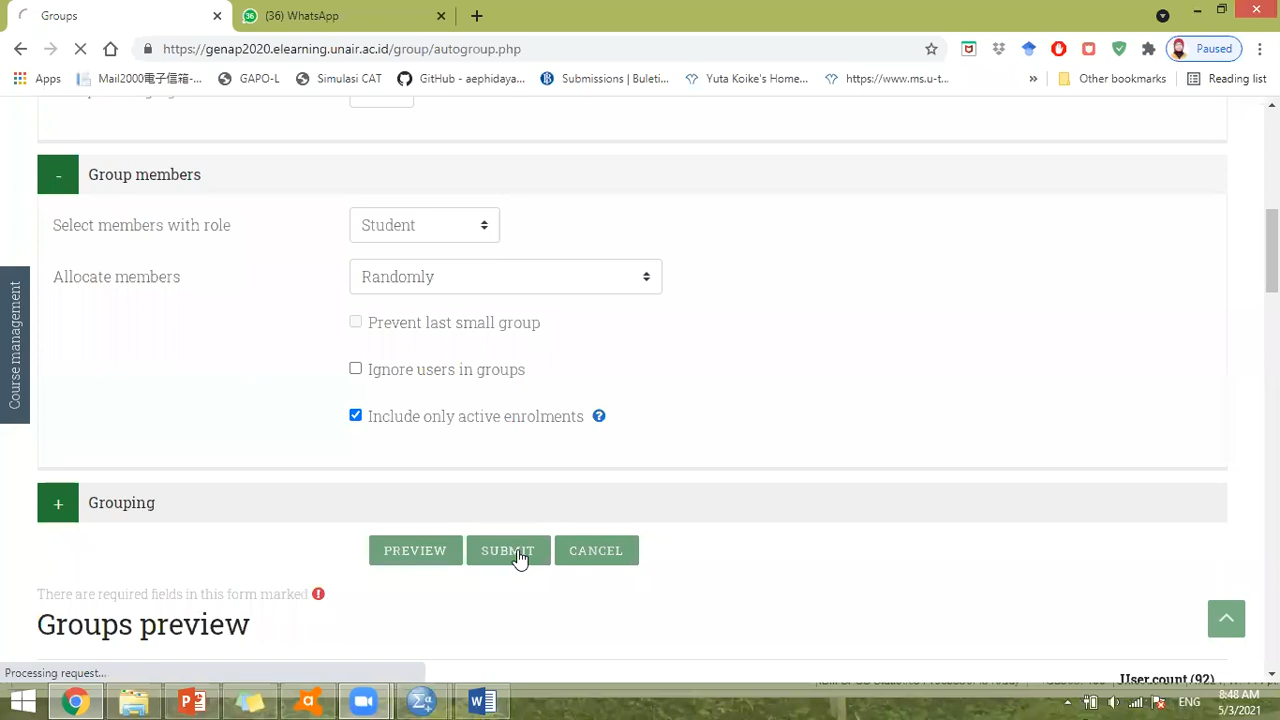 Groups
(36) WhatsApp
https://genap2020.elearning.unair.ac.id/group/autogroup.php
Paused
Apps
Mail2000電子信箱-...
GAPO-L
Simulasi CAT
GitHub - aephidaya...
Submissions | Buleti...
Yuta Koike's Home...
https://www.ms.u-t...
»
Other bookmarks
Reading list
- Group members
Select members with role
Student
Allocate members
Randomly
Prevent last small group
Ignore users in groups
Include only active enrolments
Course management
+ Grouping
PREVIEW
SUBMIT
CANCEL
There are required fields in this form marked
Groups preview
Processing request...
User count (92)
ENG
8:48 AM
5/3/2021